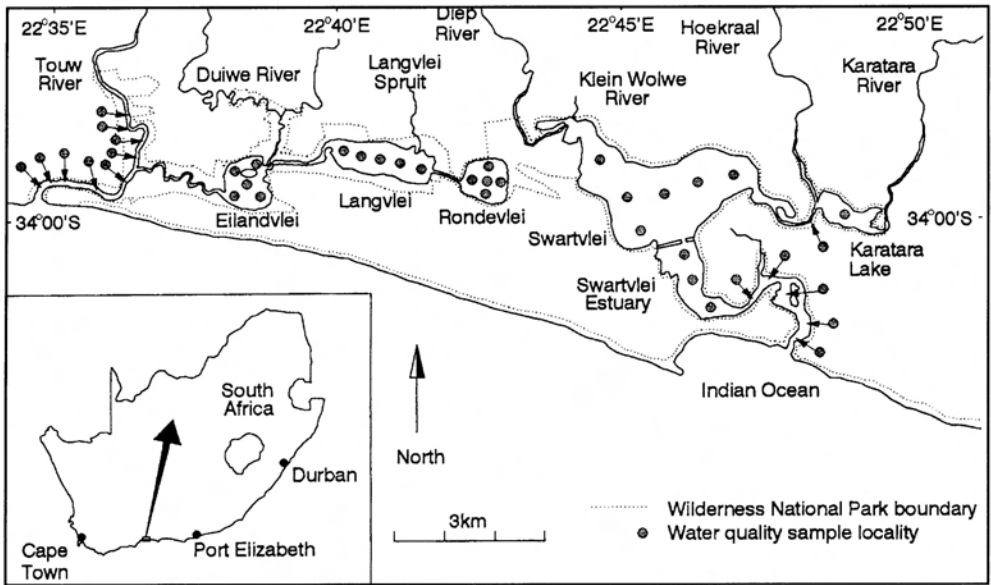 22°35'E
22°40'E
22°45'E
22°50'E
Touw
River
Duiwe River
Langvlei
Spruit
Diep
River
Klein Wolwe
River
Hoekraal
River
Karatara
River
34°00'S
34°00'S
Eilandvlei
Langvlei
Rondevlei
Swartvlei
Karatara
Lake
Swartvlei
Estuary
Indian Ocean
North
3km
South
Africa
Durban
Port Elizabeth
Cape
Town
Wilderness National Park boundary
Water quality sample locality